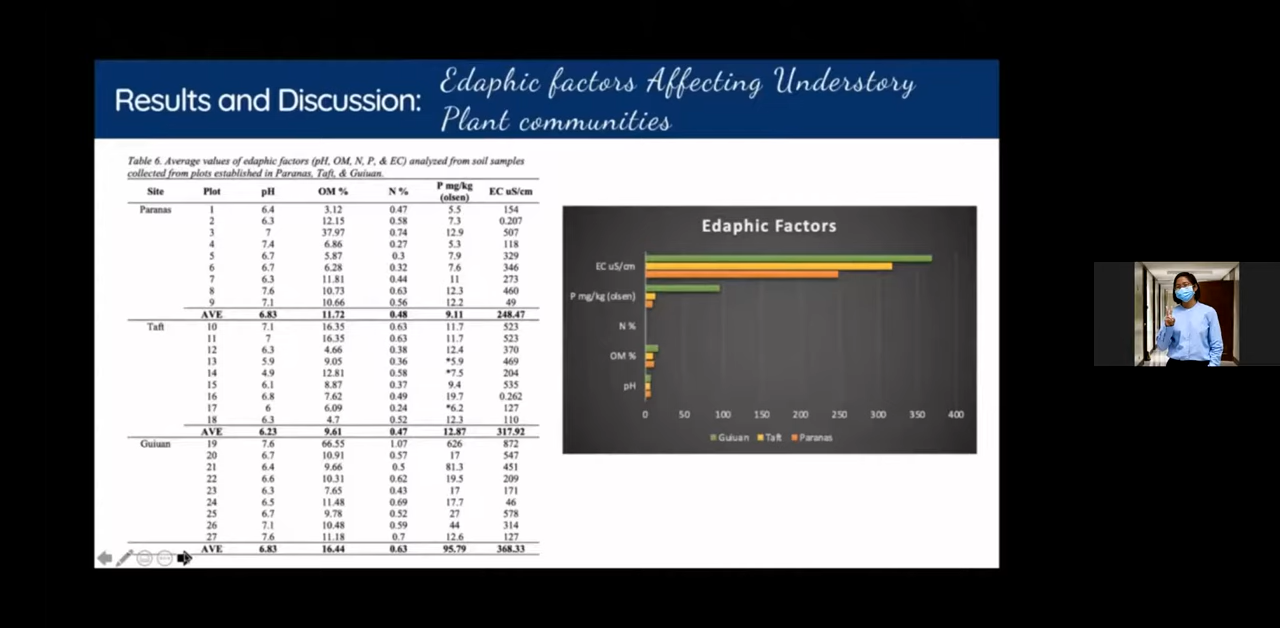 Results and Discussion:
Edaphic factors Affecting Understory
Plant communities
Table 6. Average values of edaphic factors (pH, OM, N, P, & EC) analyzed from soil samples
collected from plots established in Paranas, Taft, & Guiuan.
Site Plot pH OM % N % P mg/kg (olsen) EC uS/cm
Paranas 1 6.4 3.12 0.47 5.5 154
2 6.3 12.15 0.58 7.3 0.207
3 7 37.97 0.74 12.9 507
4 7.4 6.86 0.27 5.3 118
5 6.7 5.87 0.3 7.9 329
6 6.7 6.28 0.32 7.6 346
7 6.3 11.81 0.44 11 273
8 7.6 10.73 0.63 12.3 460
9 7.1 10.66 0.56 12.2 49
AVE 6.83 11.72 0.48 9.11 248.47
Taft 10 7.1 16.35 0.63 11.7 523
11 7 16.35 0.63 11.7 523
12 6.3 4.66 0.38 12.4 370
13 5.9 9.05 0.36 *5.9 469
14 4.9 12.81 0.58 *7.5 204
15 6.1 8.87 0.37 9.4 535
16 6.8 7.62 0.49 19.7 0.262
17 6 6.09 0.24 *6.2 127
18 6.3 4.7 0.52 12.3 110
AVE 6.23 9.61 0.47 12.87 317.92
Guiuan 19 7.6 66.55 1.07 626 872
20 6.7 10.91 0.57 17 547
21 6.4 9.66 0.5 81.3 451
22 6.6 10.31 0.62 19.5 209
23 6.3 7.65 0.43 17 171
24 6.5 11.48 0.69 17.7 46
25 6.7 9.78 0.52 27 578
26 7.1 10.48 0.59 44 314
27 7.6 11.18 0.7 12.6 127
AVE 6.83 16.44 0.63 95.79 368.33
Edaphic Factors
EC uS/cm
P mg/kg (olsen)
N %
OM %
pH
0 50 100 150 200 250 300 350 400
Guiuan Taft Paranas